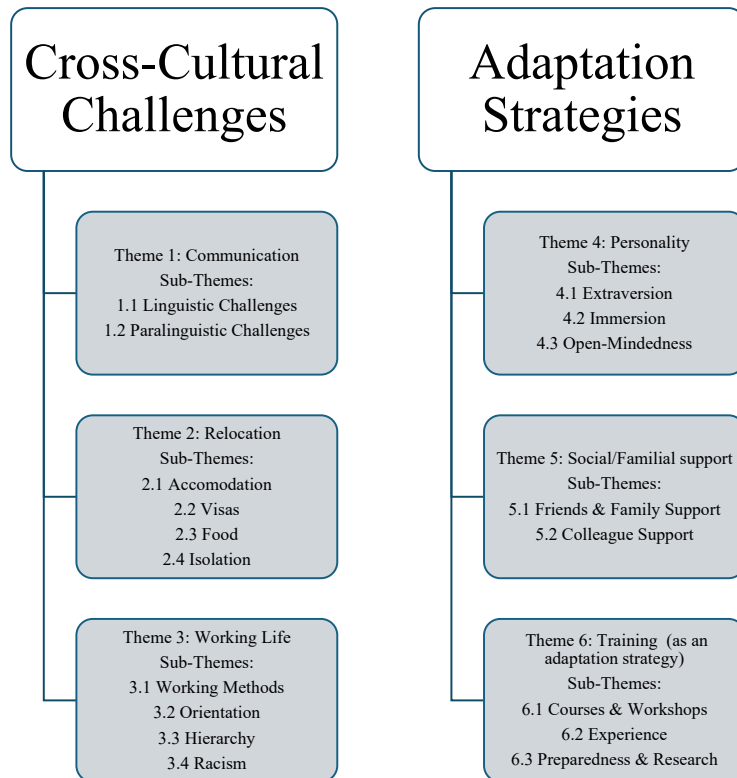 Cross-Cultural
Challenges
Theme 1: Communication
Sub-Themes:
1.1 Linguistic Challenges
1.2 Paralinguistic Challenges
Theme 2: Relocation
Sub-Themes:
2.1 Accomodation
2.2 Visas
2.3 Food
2.4 Isolation
Theme 3: Working Life
Sub-Themes:
3.1 Working Methods
3.2 Orientation
3.3 Hierarchy
3.4 Racism
Adaptation
Strategies
Theme 4: Personality
Sub-Themes:
4.1 Extraversion
4.2 Immersion
4.3 Open-Mindedness
Theme 5: Social/Familial support
Sub-Themes:
5.1 Friends & Family Support
5.2 Colleague Support
Theme 6: Training (as an
adaptation strategy)
Sub-Themes:
6.1 Courses & Workshops
6.2 Experience
6.3 Preparedness & Research